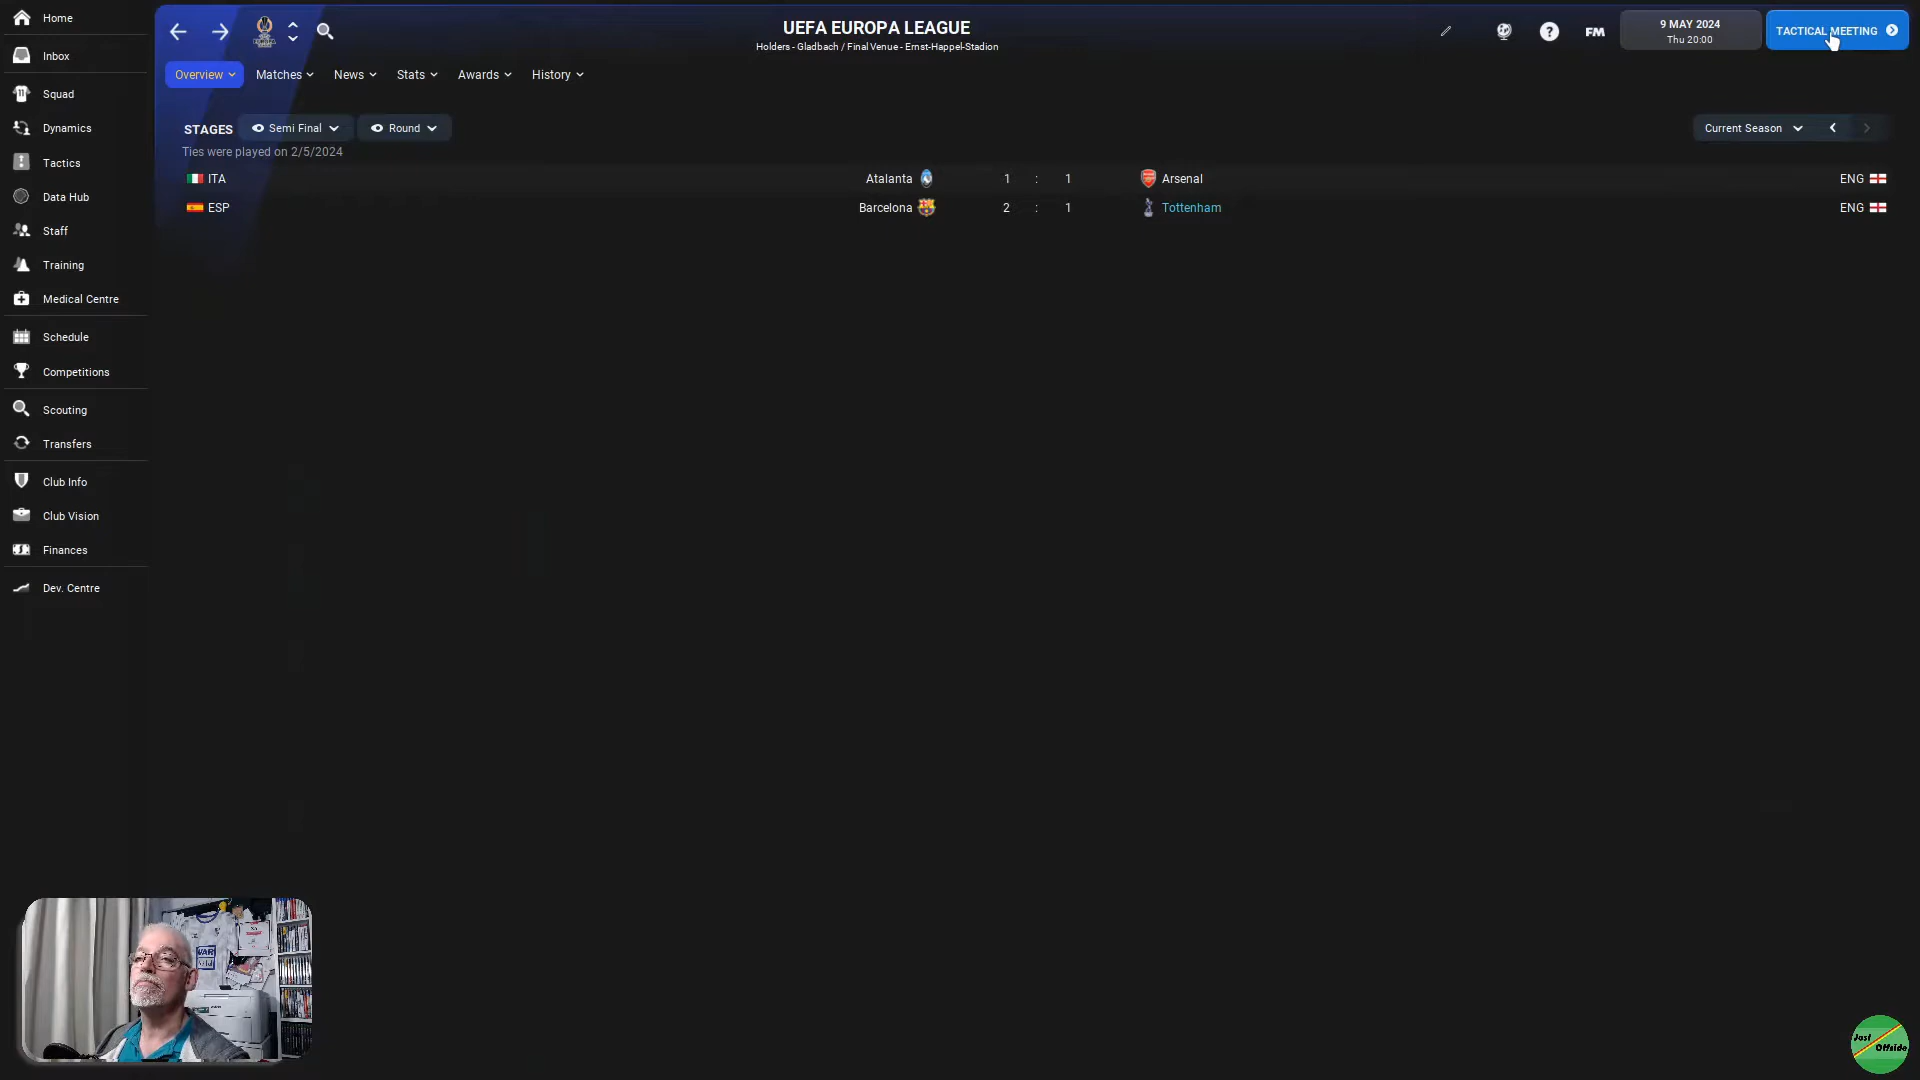 Home
Inbox
Squad
Dynamics
Tactics
Data Hub
Staff
Training
Medical Centre
Schedule
Competitions
Scouting
Transfers
Club Info
Club Vision
Finances
Dev. Centre
UEFA EUROPA LEAGUE
Holders - Gladbach / Final Venue - Ernst-Happel-Stadion
FM
9 MAY 2024
Thu 20:00
TACTICAL MEETING
Overview Matches News Stats Awards History
STAGES Semi Final Round Current Season
Ties were played on 2/5/2024
ITA Atalanta 1 : 1 Arsenal ENG
ESP Barcelona 2 : 1 Tottenham ENG
VAR
Just
Offside